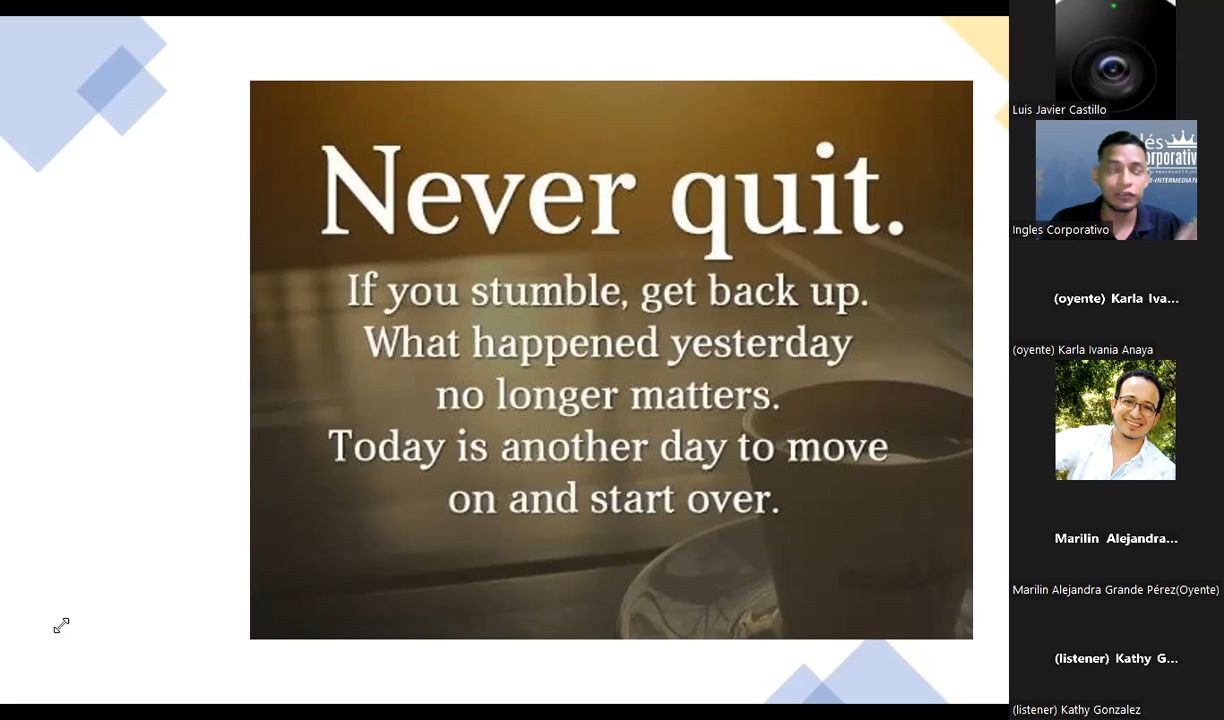 Never quit.
If you stumble, get back up.
What happened yesterday
no longer matters.
Today is another day to move
on and start over.
Luis Javier Castillo
Ingles Corporativo
(oyente) Karla Iva...
(oyente) Karla Ivania Anaya
Marilin Alejandra...
Marilin Alejandra Grande Pérez(Oyente)
(listener) Kathy G...
(listener) Kathy Gonzalez